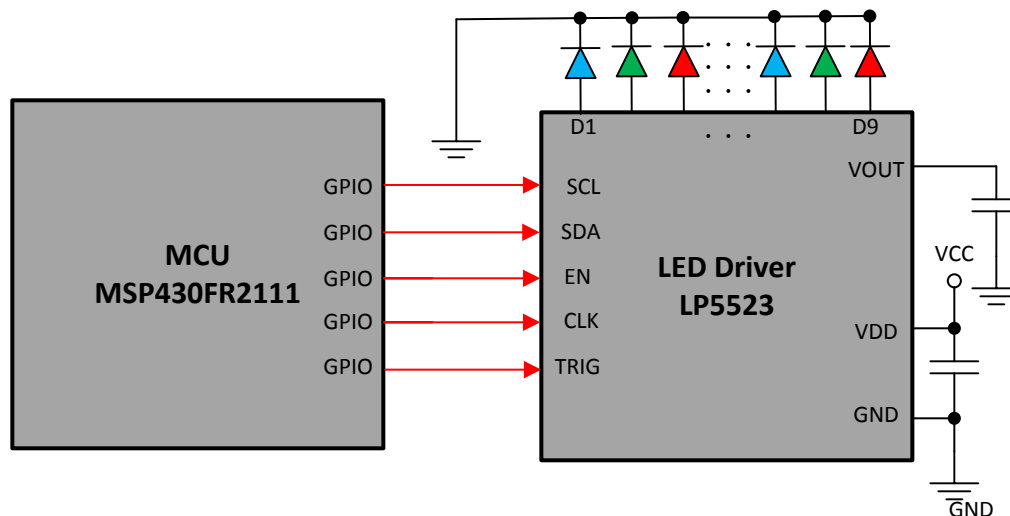 D1
. . .
D9
VOUT
GPIO
SCL
GPIO
SDA
MCU
MSP430FR2111
GPIO
EN
LED Driver
LP5523
VCC
GPIO
CLK
VDD
GPIO
TRIG
GND
GND